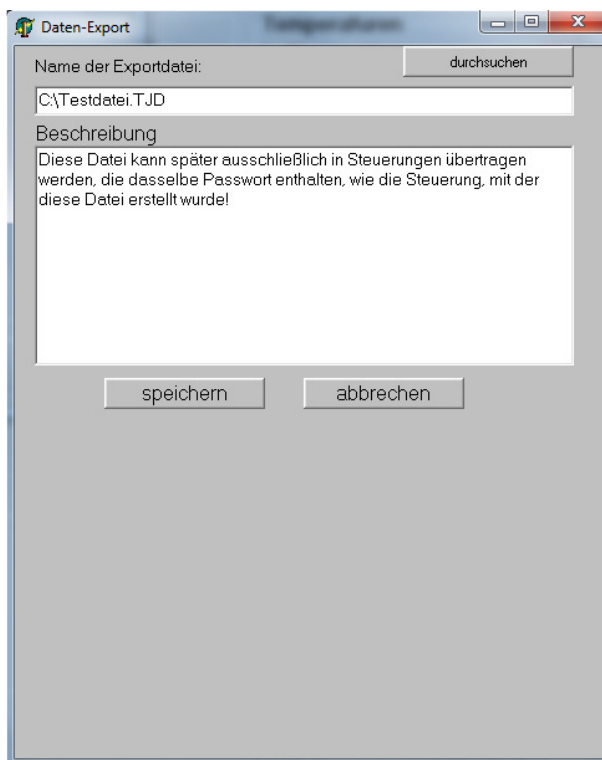 Temperaturen
Daten-Export
Name der Exportdatei:
durchsuchen
C:\Testdatei.TJD
Beschreibung
Diese Datei kann später ausschließlich in Steuerungen übertragen
werden, die dasselbe Passwort enthalten, wie die Steuerung, mit der
diese Datei erstellt wurde!
speichern
abbrechen